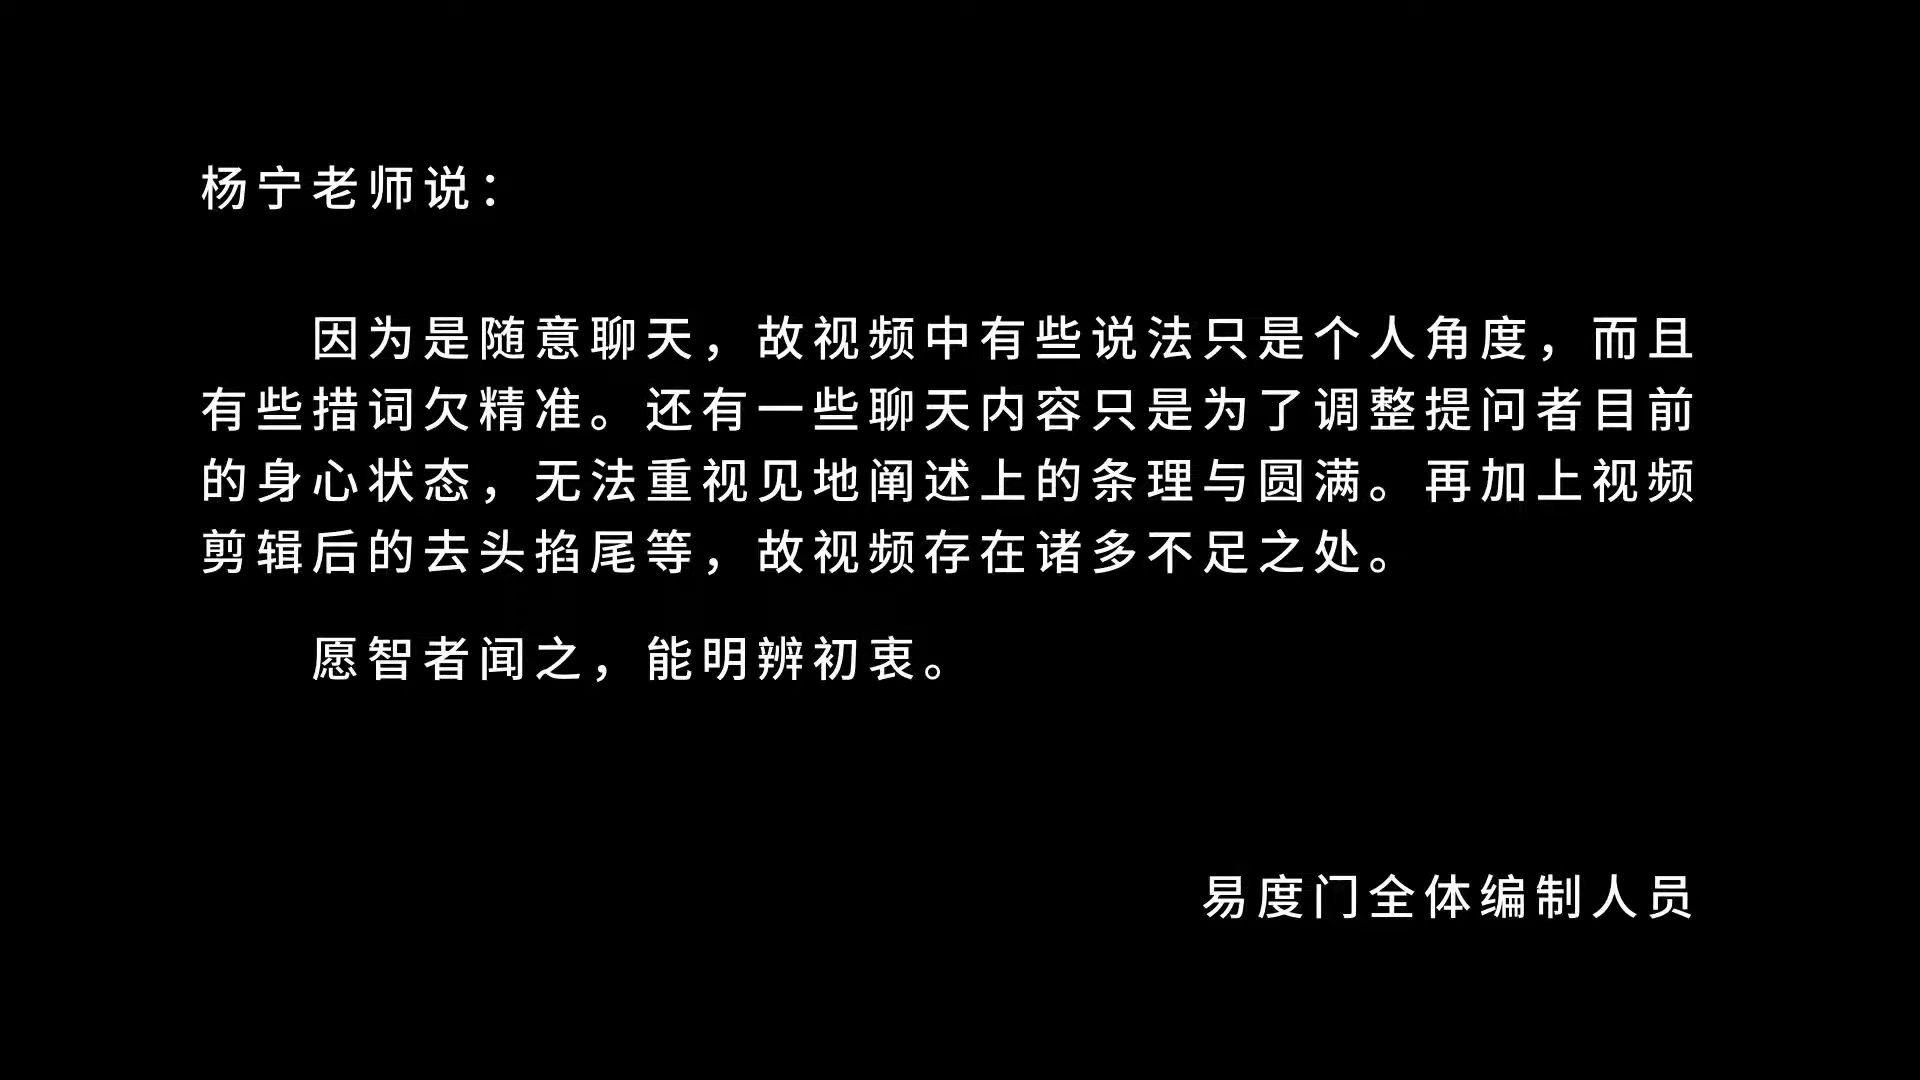 杨宁老师说：
因为是随意聊天，故视频中有些说法只是个人角度，而且
有些措词欠精准。还有一些聊天内容只是为了调整提问者目前
的身心状态，无法重视见地阐述上的条理与圆满。再加上视频
剪辑后的去头掐尾等，故视频存在诸多不足之处。
愿智者闻之，能明辨初衷。
易度门全体编制人员